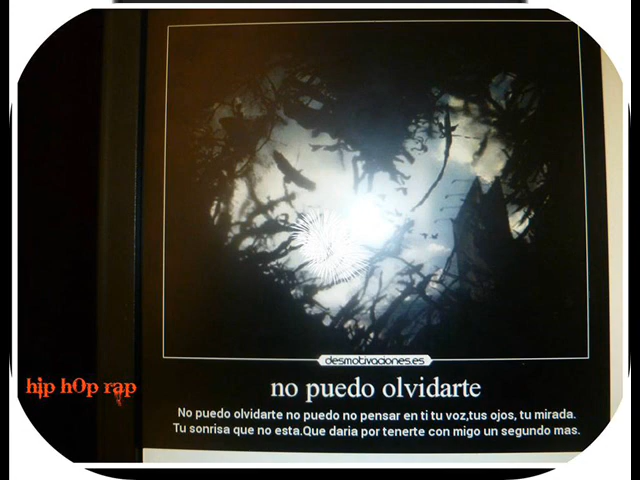 desmotivaciones.es
hip hOp rap
no puedo olvidarte
No puedo olvidarte no puedo no pensar en ti tu voz,tus ojos, tu mirada.
Tu sonrisa que no esta.Que daria por tenerte con migo un segundo mas.